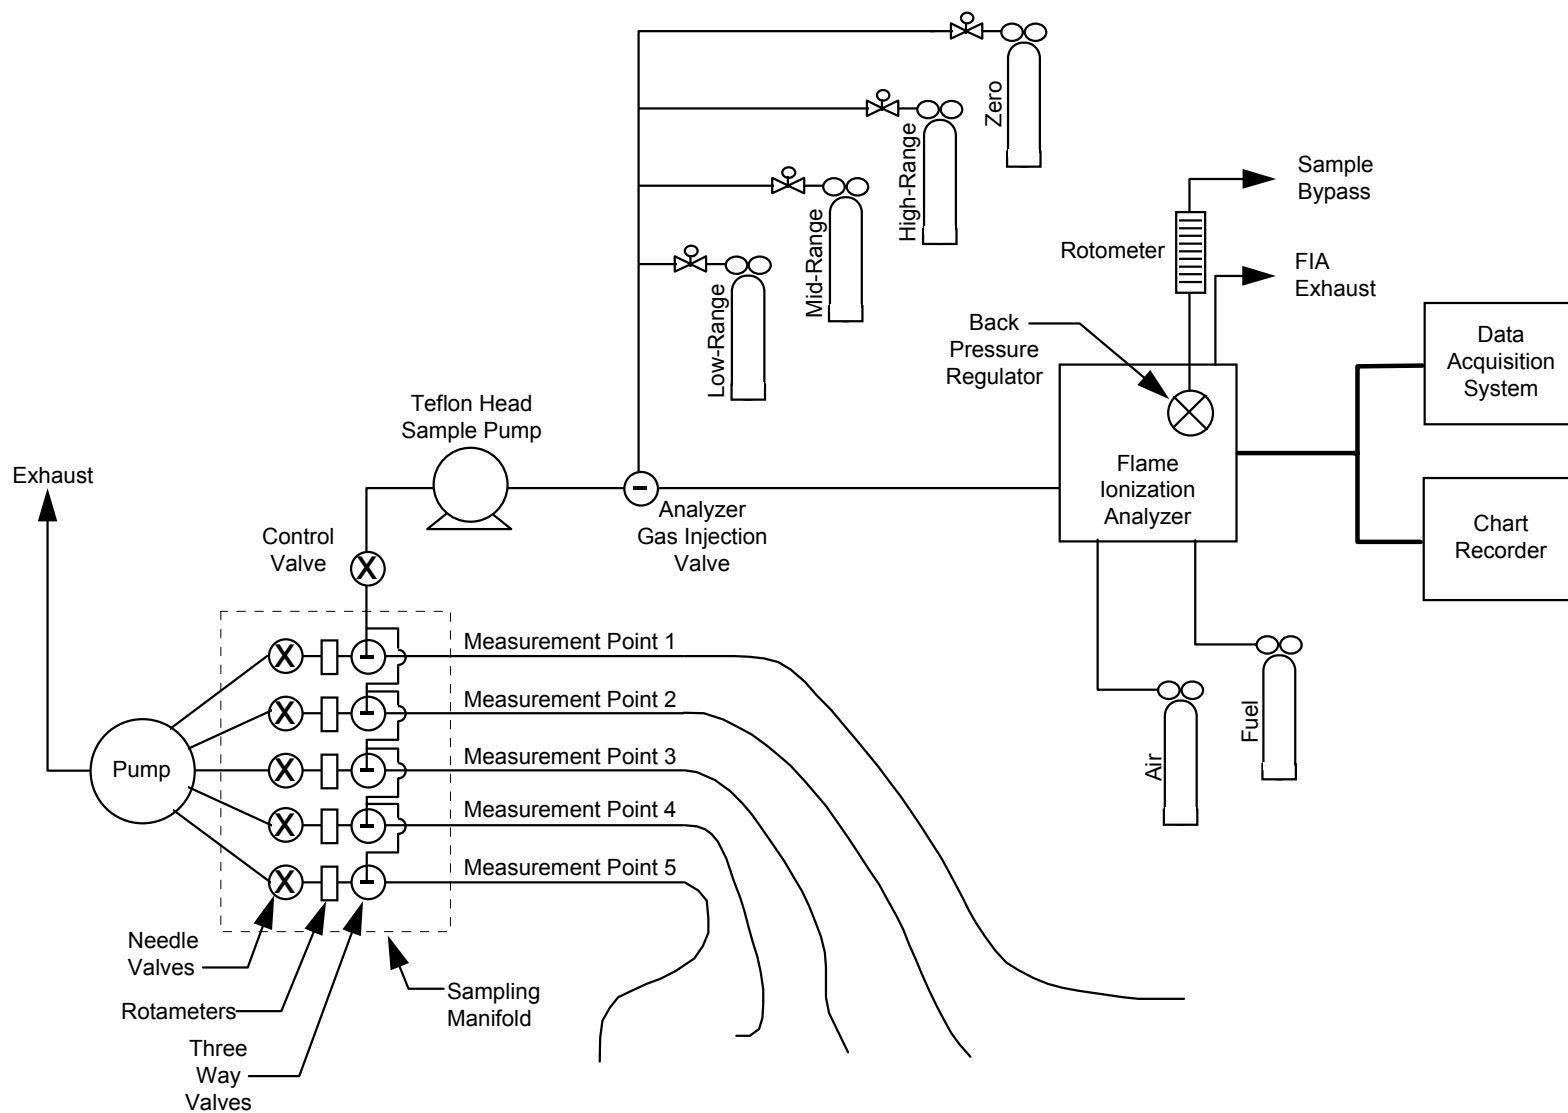 Zero
High-Range
Mid-Range
Low-Range
Sample
Bypass
Rotometer
FIA
Exhaust
Back
Pressure
Regulator
Data
Acquisition
System
Teflon Head
Sample Pump
Exhaust
Flame
Ionization
Analyzer
Analyzer
Gas Injection
Valve
Control
Valve
Chart
Recorder
X
Measurement Point 1
X
Measurement Point 2
X
Measurement Point 3
X
Measurement Point 4
X
Measurement Point 5
X
Pump
Fuel
Air
Needle
Valves
Rotameters
Sampling
Manifold
Three
Way
Valves